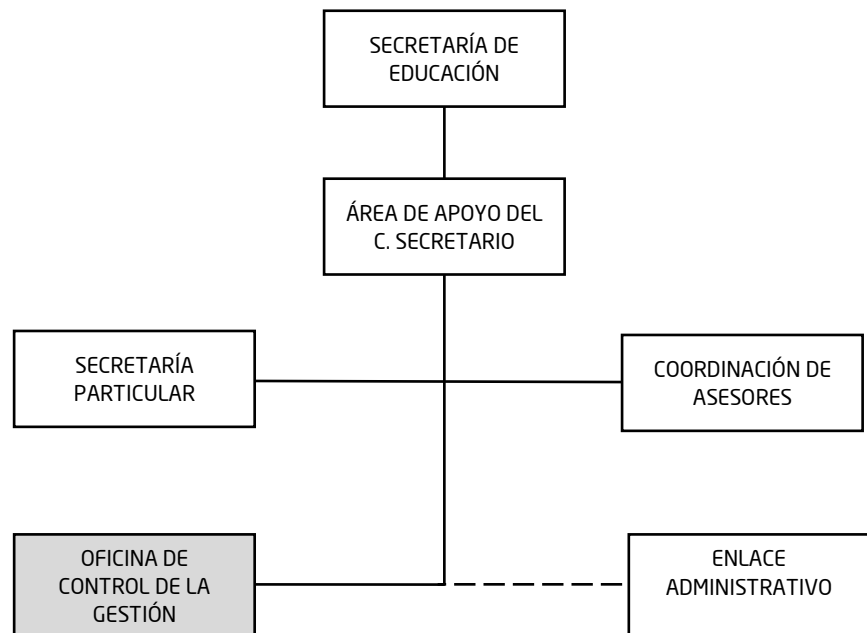 SECRETARÍA DE
EDUCACIÓN
ÁREA DE APOYO DEL
C. SECRETARIO
SECRETARÍA
PARTICULAR
COORDINACIÓN DE
ASESORES
OFICINA DE
CONTROL DE LA
GESTIÓN
ENLACE
ADMINISTRATIVO